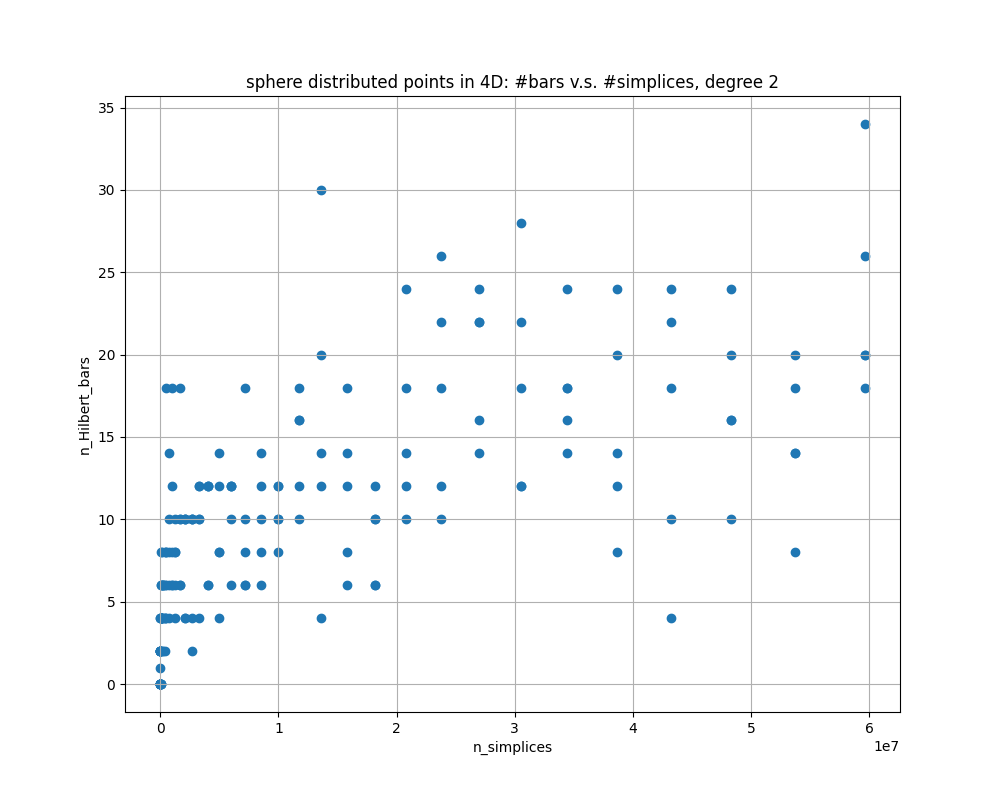 sphere distributed points in 4D: #bars v.s. #simplices, degree 2
35
30
25
20
15
10
5
0
n_Hilbert_bars
0 1 2 3 4 5 6
1e7
n_simplices